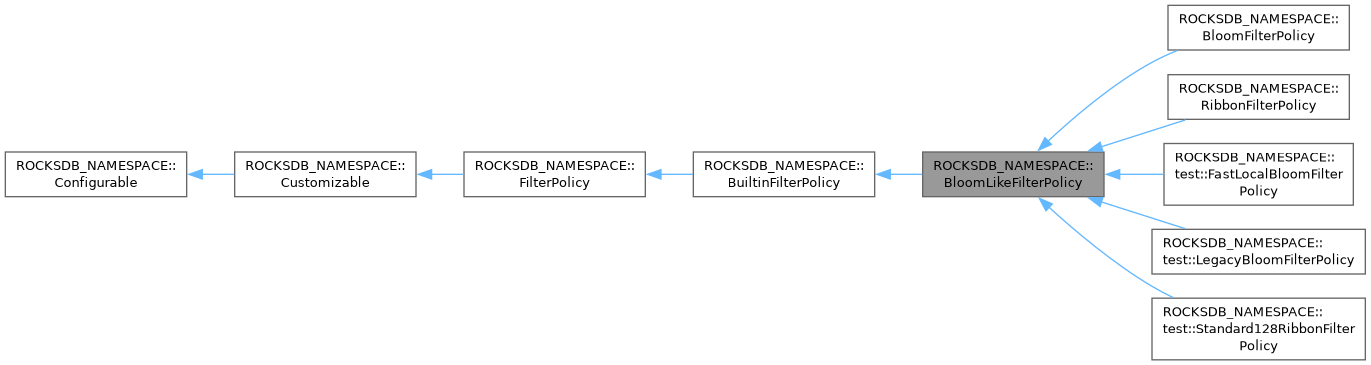 ROCKSDB_NAMESPACE::
BloomFilterPolicy
ROCKSDB_NAMESPACE::
RibbonFilterPolicy
ROCKSDB_NAMESPACE::
Configurable
ROCKSDB_NAMESPACE::
Customizable
ROCKSDB_NAMESPACE::
FilterPolicy
ROCKSDB_NAMESPACE::
BuiltinFilterPolicy
ROCKSDB_NAMESPACE::
BloomLikeFilterPolicy
ROCKSDB_NAMESPACE::
test::FastLocalBloomFilter
Policy
ROCKSDB_NAMESPACE::
test::LegacyBloomFilterPolicy
ROCKSDB_NAMESPACE::
test::Standard128RibbonFilter
Policy